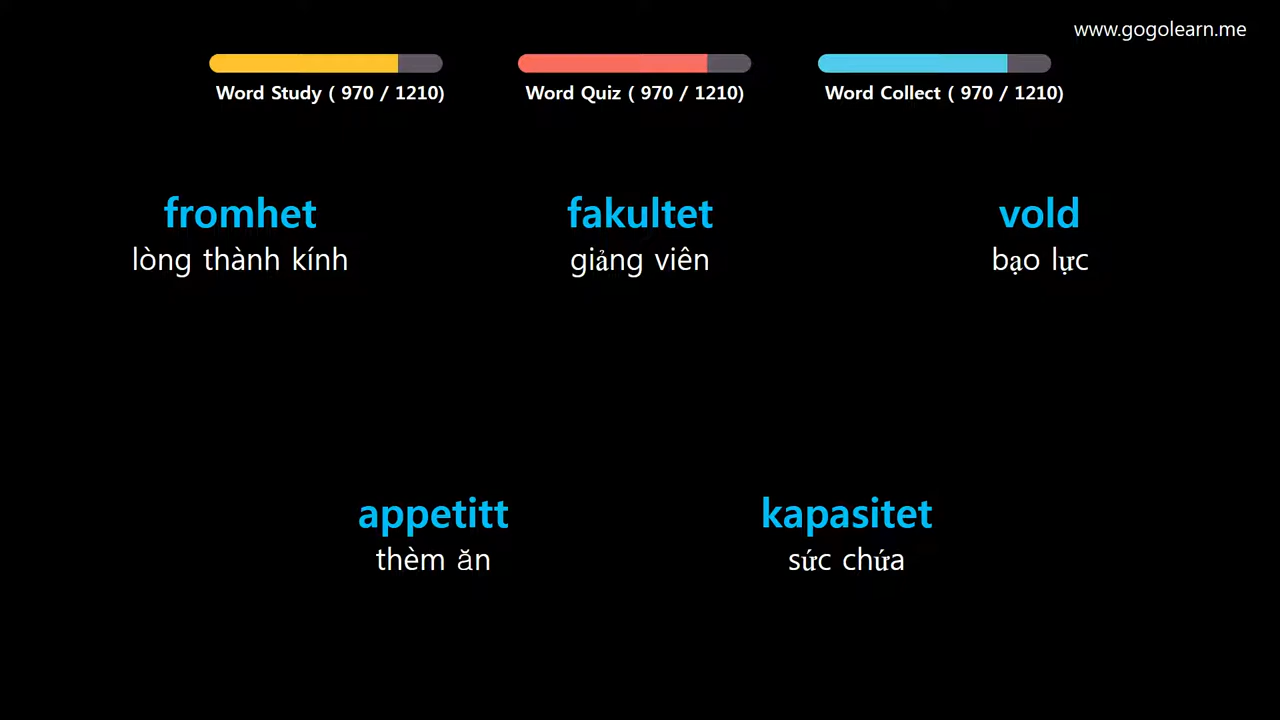 www.gogolearn.me
Word Study ( 970 / 1210)
Word Quiz ( 970 / 1210)
Word Collect ( 970 / 1210)
fromhet
lòng thành kính
fakultet
giảng viên
vold
bạo lực
appetitt
thèm ăn
kapasitet
sức chứa